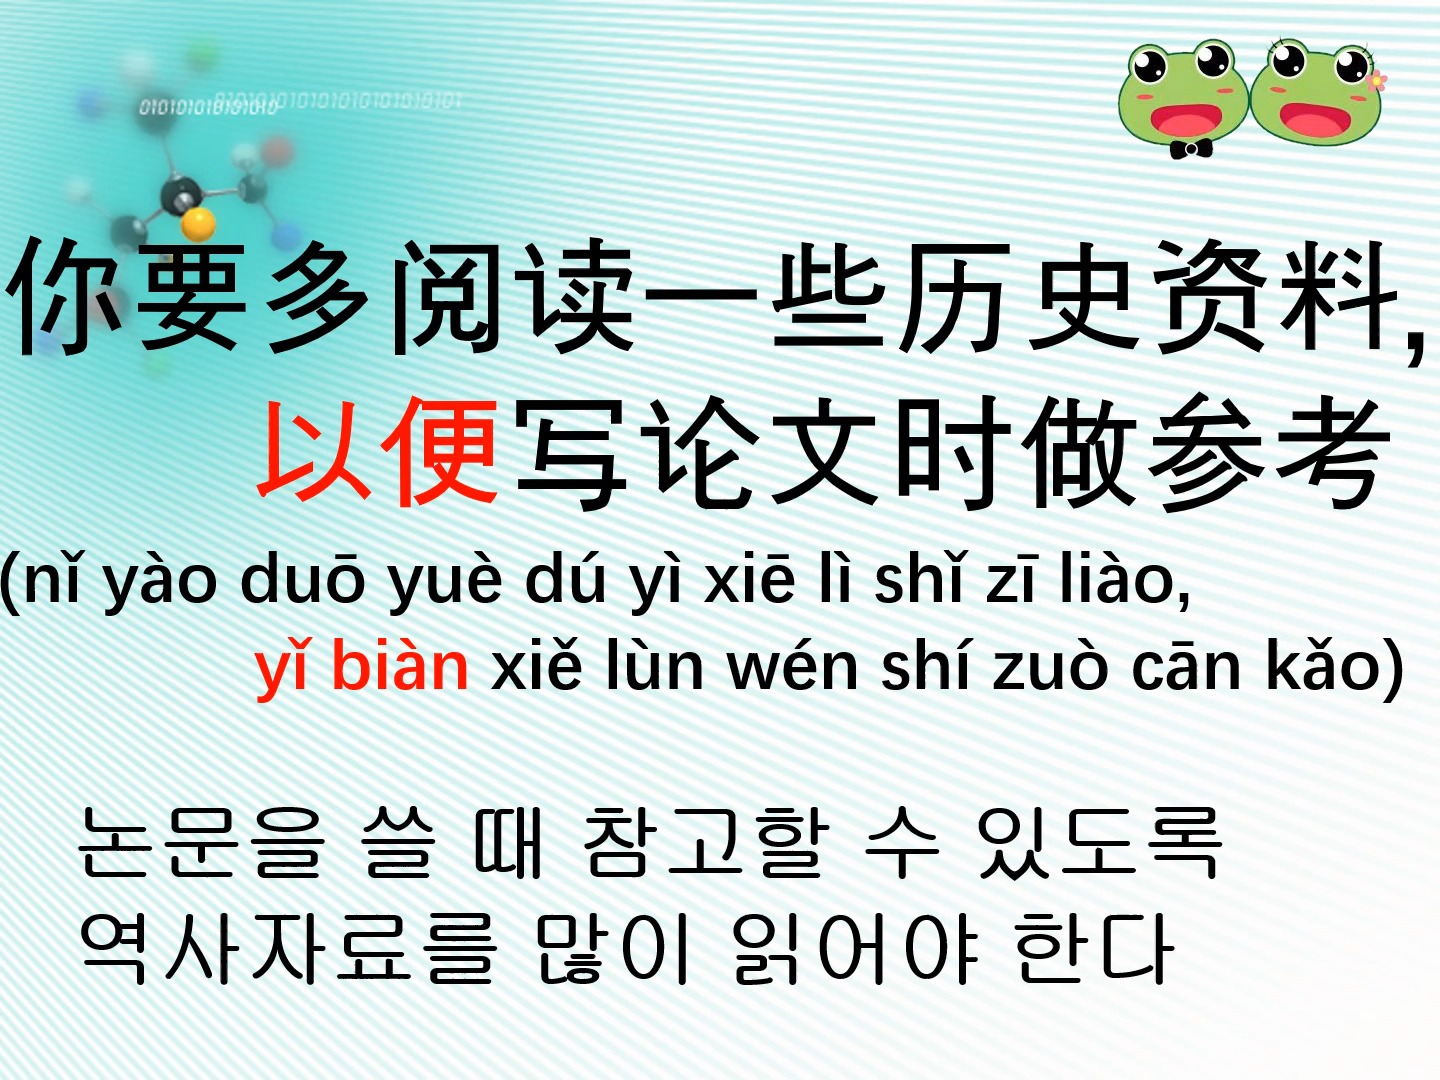 你要多阅读一些历史资料,
以便写论文时做参考
(nǐ yào duō yuè dú yì xiē lì shǐ zī liào,
yǐ biàn xiě lùn wén shí zuò cān kǎo)
논문을 쓸 때 참고할 수 있도록
역사자료를 많이 읽어야 한다